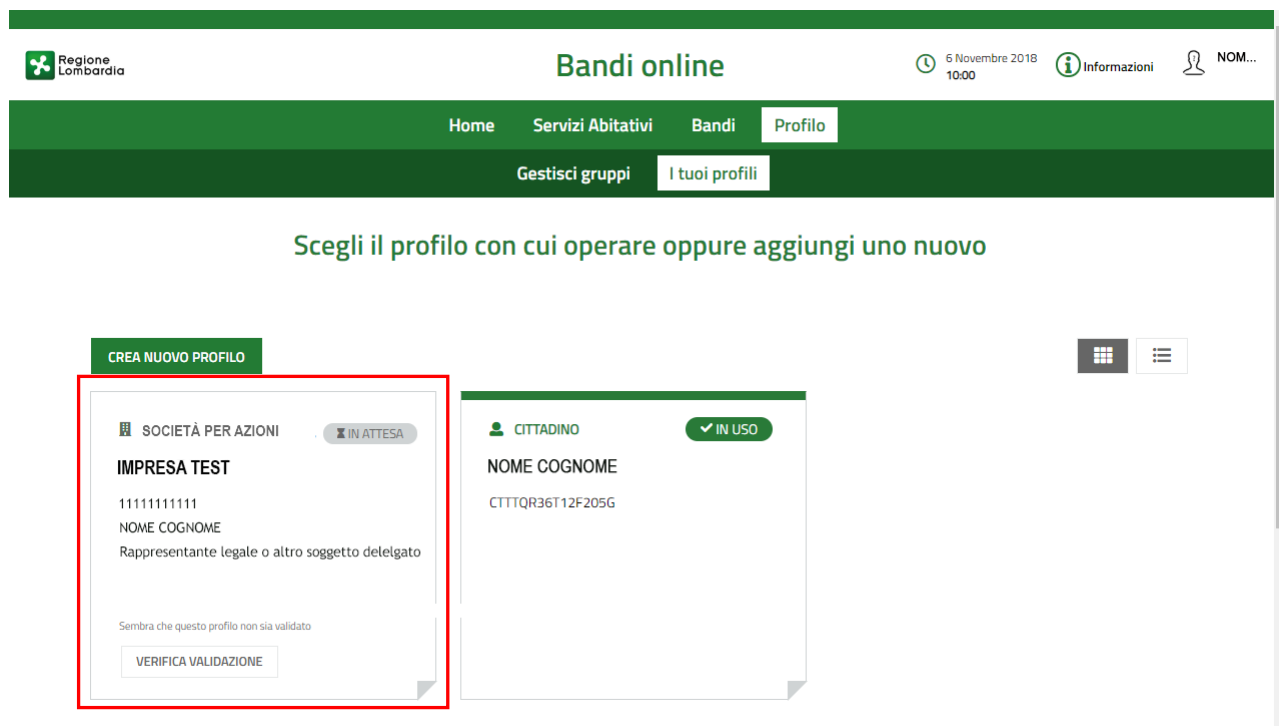 Regione
Lombardia
Bandi online
6 Novembre 2018
10:00
Informazioni
NOM...
Home Servizi Abitativi Bandi Profilo
Gestisci gruppi I tuoi profili
Scegli il profilo con cui operare oppure aggiungi uno nuovo
CREA NUOVO PROFILO
SOCIETÀ PER AZIONI
IN ATTESA
IMPRESA TEST
11111111111
NOME COGNOME
Rappresentante legale o altro soggetto delelgato
Sembra che questo profilo non sia validato
VERIFICA VALIDAZIONE
CITTADINO
IN USO
NOME COGNOME
CTTTQR36T12F205G